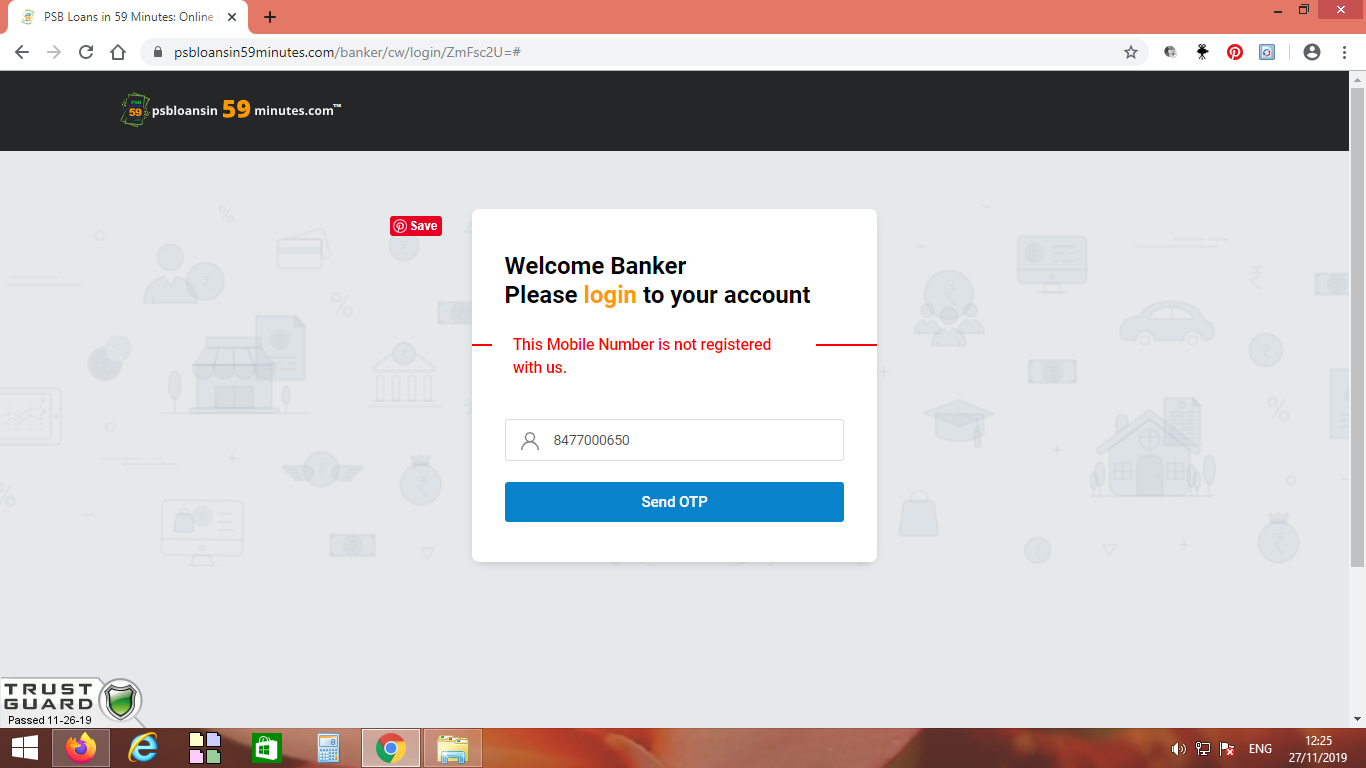 PSB Loans in 59 Minutes: Online
psbloansin59minutes.com/banker/cw/login/ZmFsc2U=#
PSB
59
psbloansin 59 minutes.com™
Save
Welcome Banker
Please login to your account
This Mobile Number is not registered
with us.
8477000650
Send OTP
TRUST
GUARD
Passed 11-26-19
ENG
12:25
27/11/2019